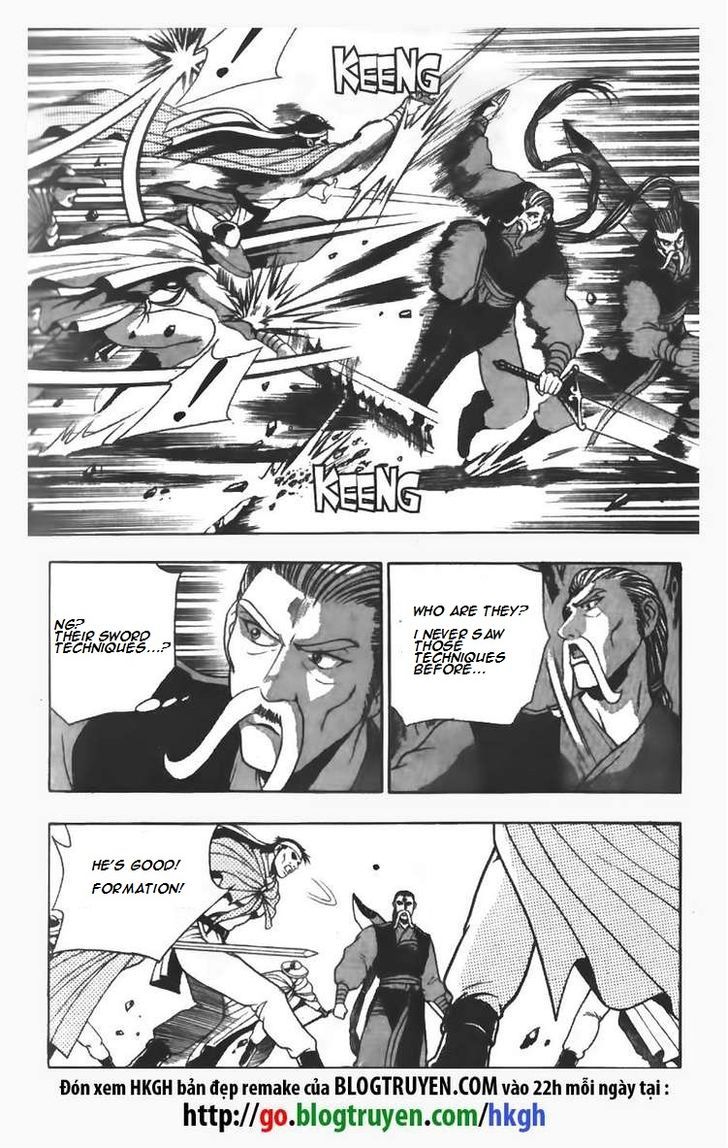 !
KEENG
!
KEENG
NG?
THEIR SWORD
TECHNIQUES...?
WHO ARE THEY?
I NEVER SAW
THOSE
TECHNIQUES
BEFORE...
HE'S GOOD!
FORMATION!
Đón xem HKGH bản đẹp remake của BLOGTRUYEN.COM vào 22h mỗi ngày tại :
http://go.blogtruyen.com/hkgh